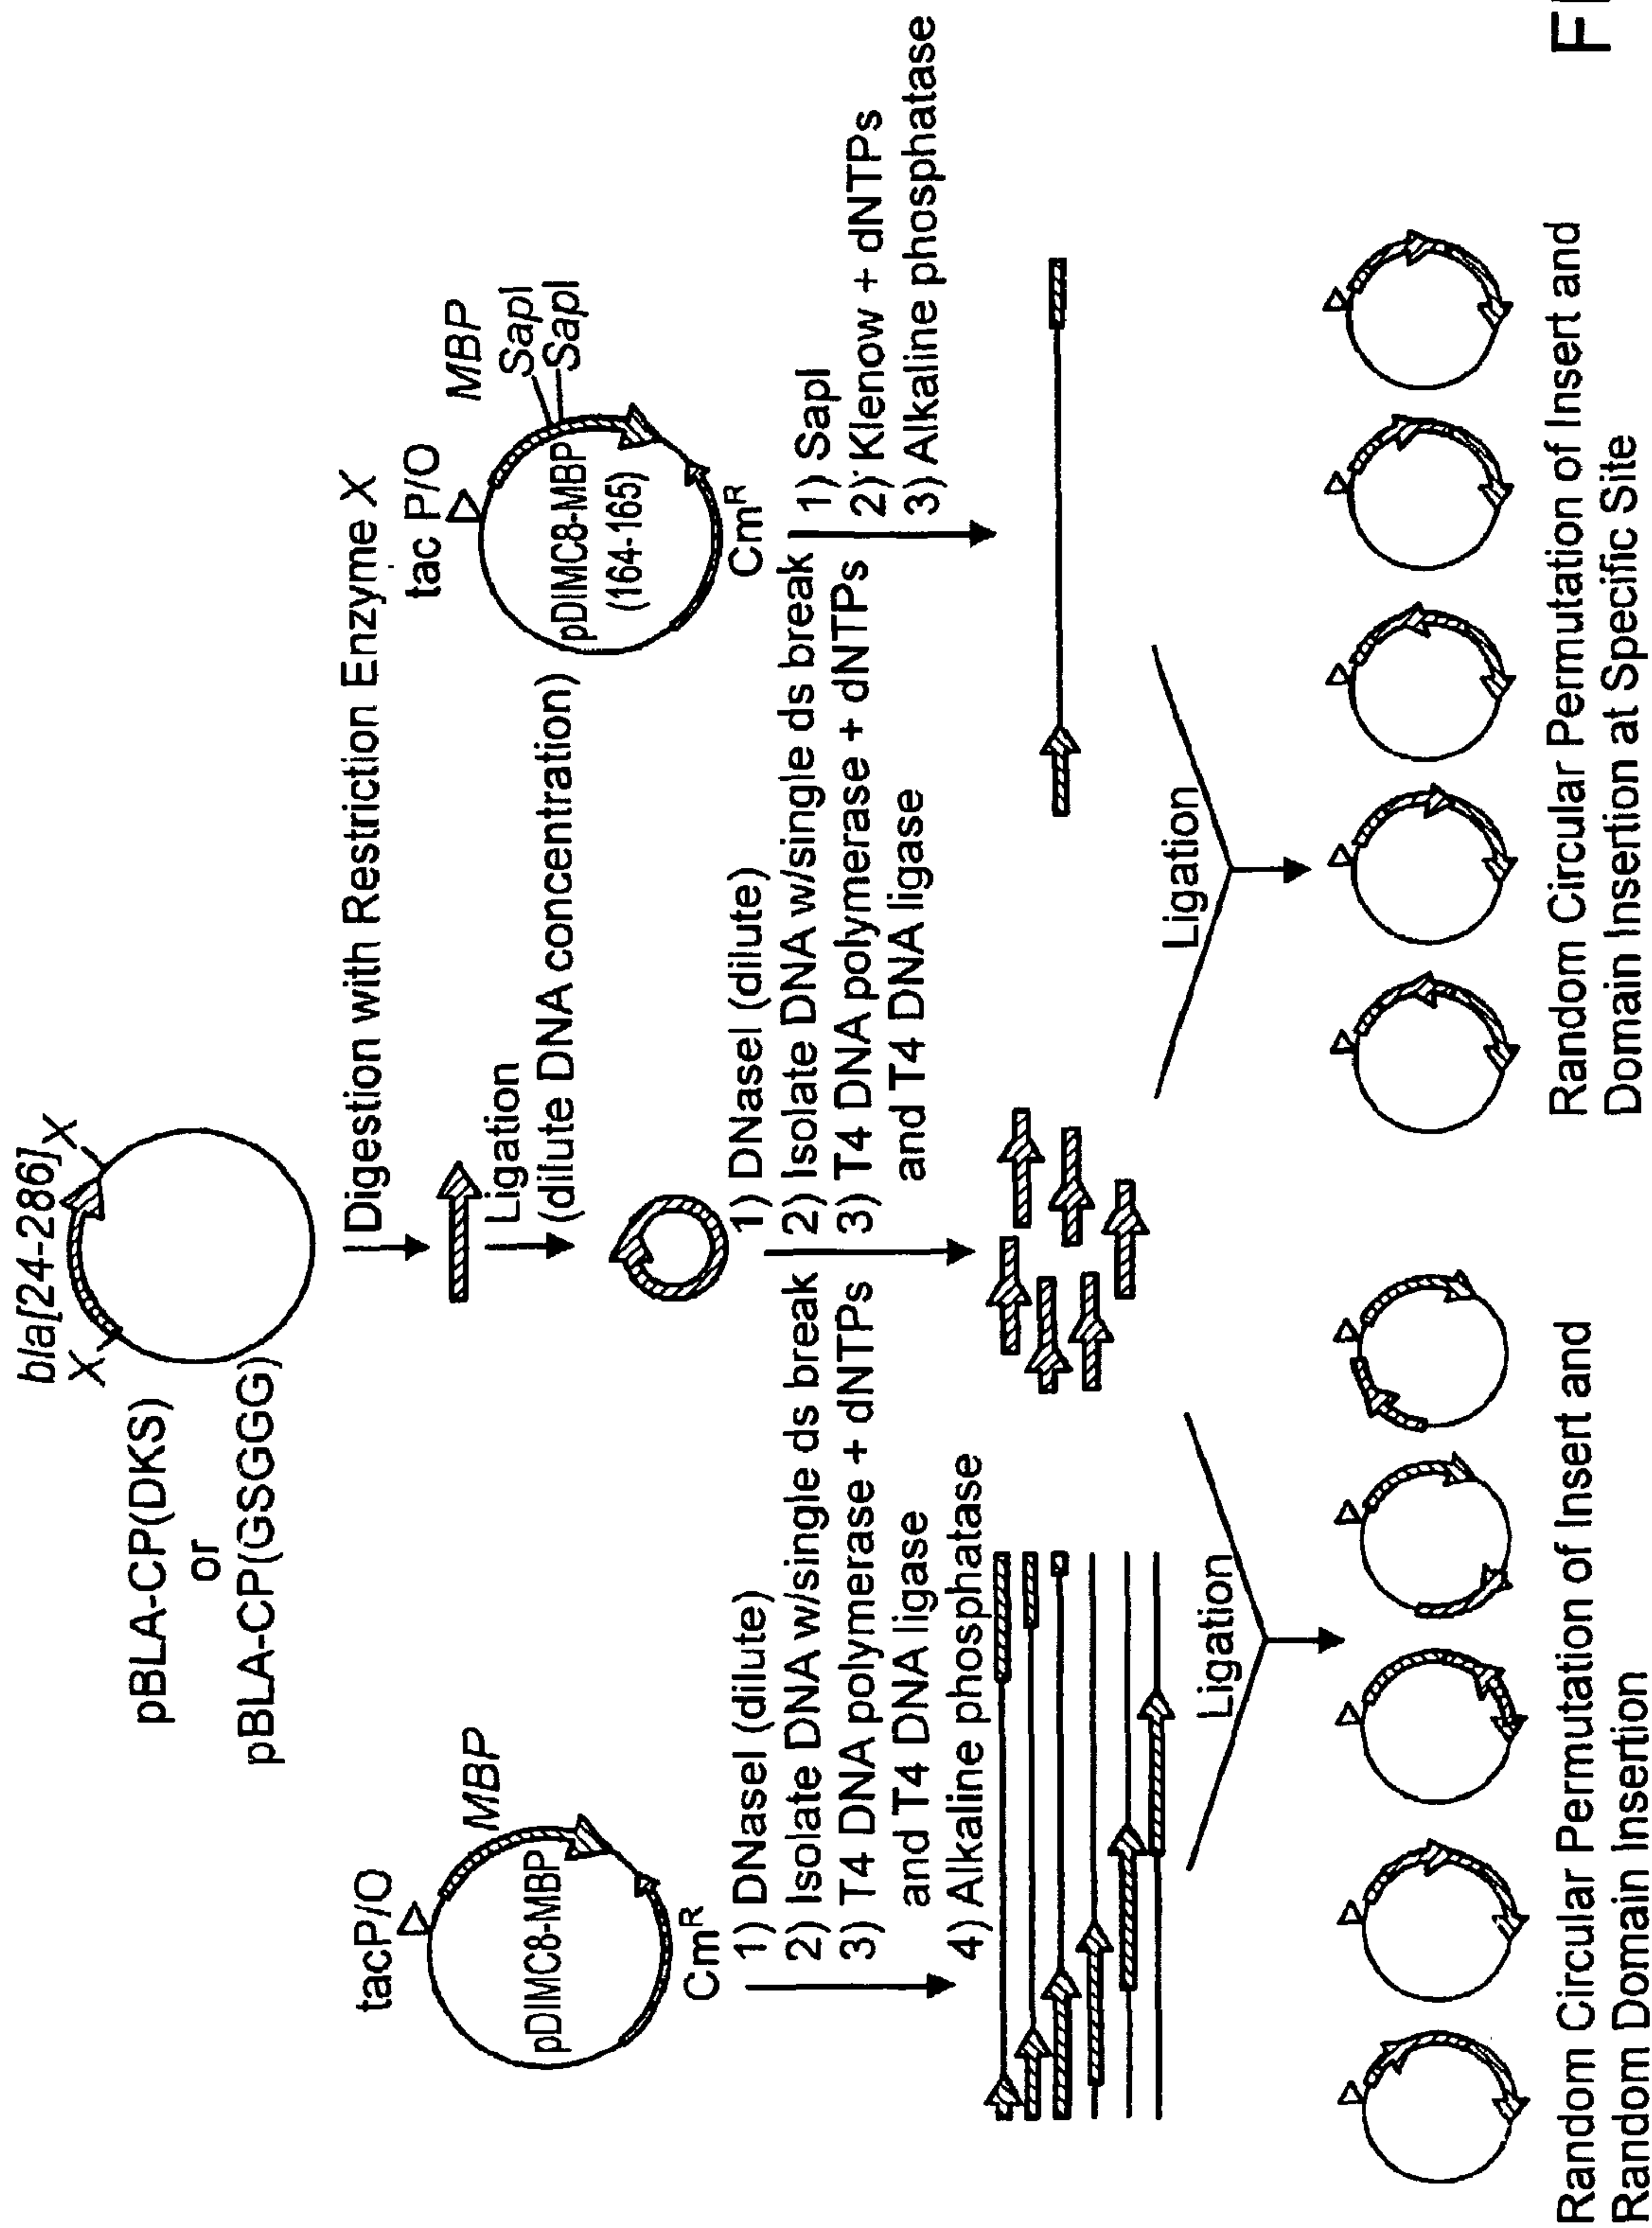 bla[24-286]
X
X
pBLA-CP(DKS)
or
pBLA-CP(GSGGG)
Digestion with Restriction Enzyme X
Ligation
(dilute DNA concentration)
tacP/O
MBP
pDIMC8-MBP
CmR
1) DNaseI (dilute)
2) Isolate DNA w/single ds break
3) T4 DNA polymerase + dNTPs
and T4 DNA ligase
4) Alkaline phosphatase
1) DNaseI (dilute)
2) Isolate DNA w/single ds break
3) T4 DNA polymerase + dNTPs
and T4 DNA ligase
tac P/O
MBP
SapI
SapI
pDIMC8-MBP
(164-165)
CmR
1) SapI
2) Klenow + dNTPs
3) Alkaline phosphatase
Ligation
Ligation
Random Circular Permutation of Insert and
Random Domain Insertion
Random Circular Permutation of Insert and
Domain Insertion at Specific Site